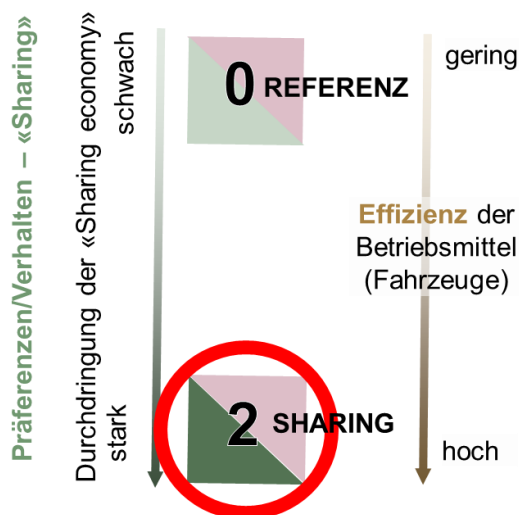 Präferenzen/Verhalten – «Sharing»
Durchdringung der «Sharing economy»
schwach
stark
0 REFERENZ
2 SHARING
gering
Effizienz der
Betriebsmittel
(Fahrzeuge)
hoch